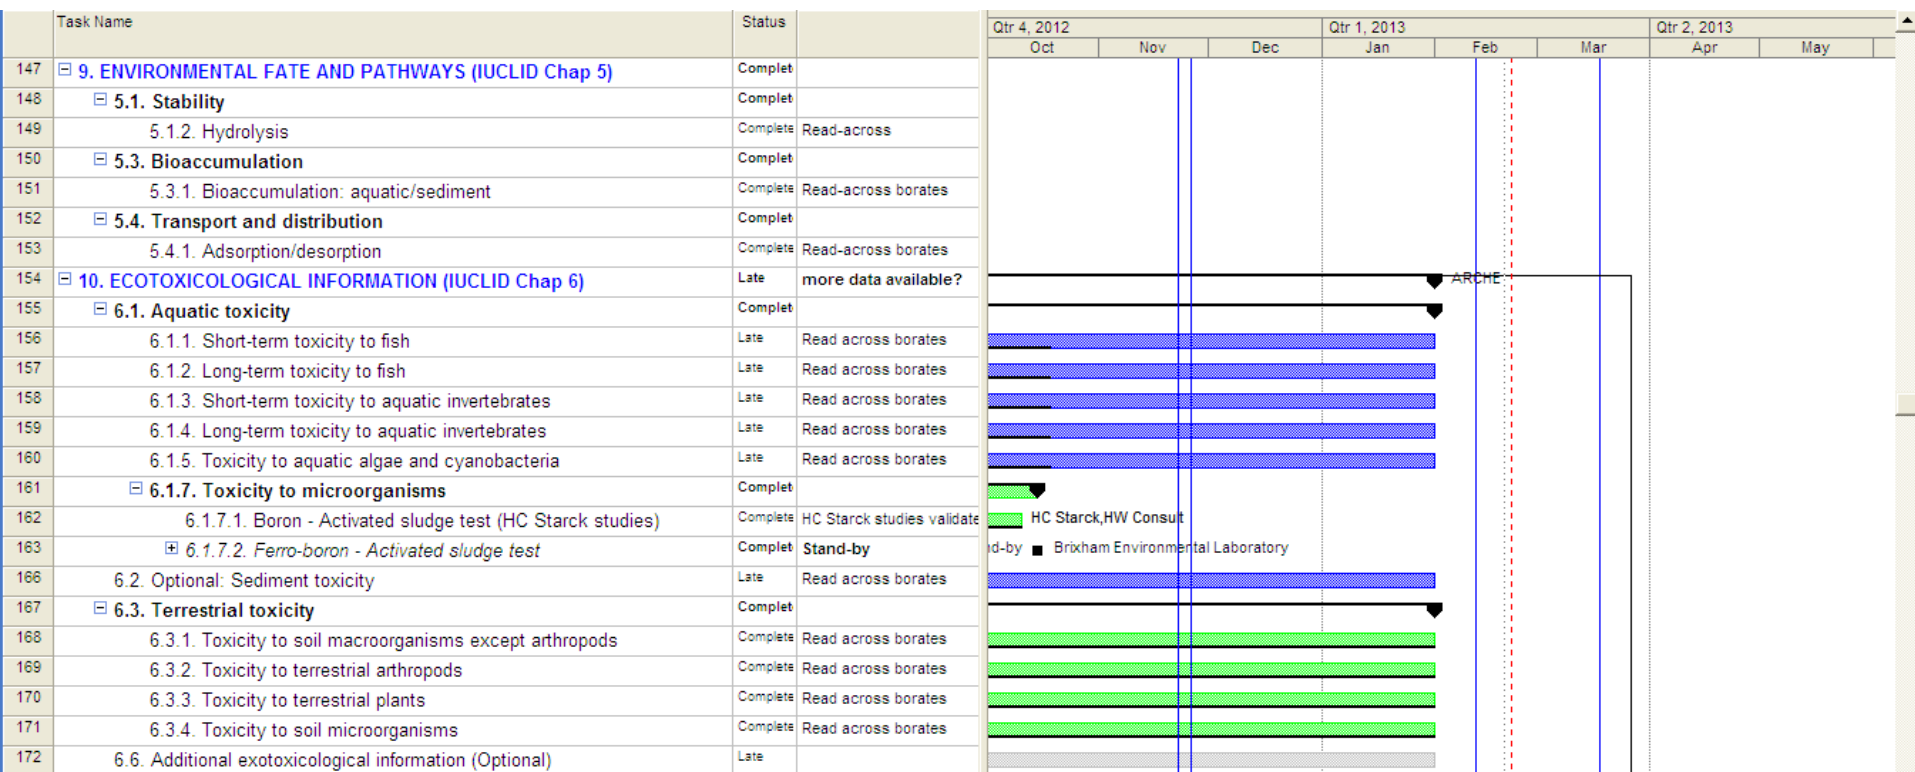 Task Name Status Qtr 4, 2012 Qtr 1, 2013 Qtr 2, 2013
Oct Nov Dec Jan Feb Mar Apr May
147 9. ENVIRONMENTAL FATE AND PATHWAYS (IUCLID Chap 5) Complet
148 5.1. Stability Complet
149 5.1.2. Hydrolysis Complete Read-across
150 5.3. Bioaccumulation Complet
151 5.3.1. Bioaccumulation: aquatic/sediment Complete Read-across borates
152 5.4. Transport and distribution Complet
153 5.4.1. Adsorption/desorption Complete Read-across borates
154 10. ECOTOXICOLOGICAL INFORMATION (IUCLID Chap 6) Late more data available? ARCHE
155 6.1. Aquatic toxicity Complet
156 6.1.1. Short-term toxicity to fish Late Read across borates
157 6.1.2. Long-term toxicity to fish Late Read across borates
158 6.1.3. Short-term toxicity to aquatic invertebrates Late Read across borates
159 6.1.4. Long-term toxicity to aquatic invertebrates Late Read across borates
160 6.1.5. Toxicity to aquatic algae and cyanobacteria Late Read across borates
161 6.1.7. Toxicity to microorganisms Complet
162 6.1.7.1. Boron - Activated sludge test (HC Starck studies) Complete HC Starck studies validate HC Starck,HW Consult
163 6.1.7.2. Ferro-boron - Activated sludge test Complet Stand-by nd-by Brixham Environmental Laboratory
166 6.2. Optional: Sediment toxicity Late Read across borates
167 6.3. Terrestrial toxicity Complet
168 6.3.1. Toxicity to soil macroorganisms except arthropods Complete Read across borates
169 6.3.2. Toxicity to terrestrial arthropods Complete Read across borates
170 6.3.3. Toxicity to terrestrial plants Complete Read across borates
171 6.3.4. Toxicity to soil microorganisms Complete Read across borates
172 6.6. Additional exotoxicological information (Optional) Late